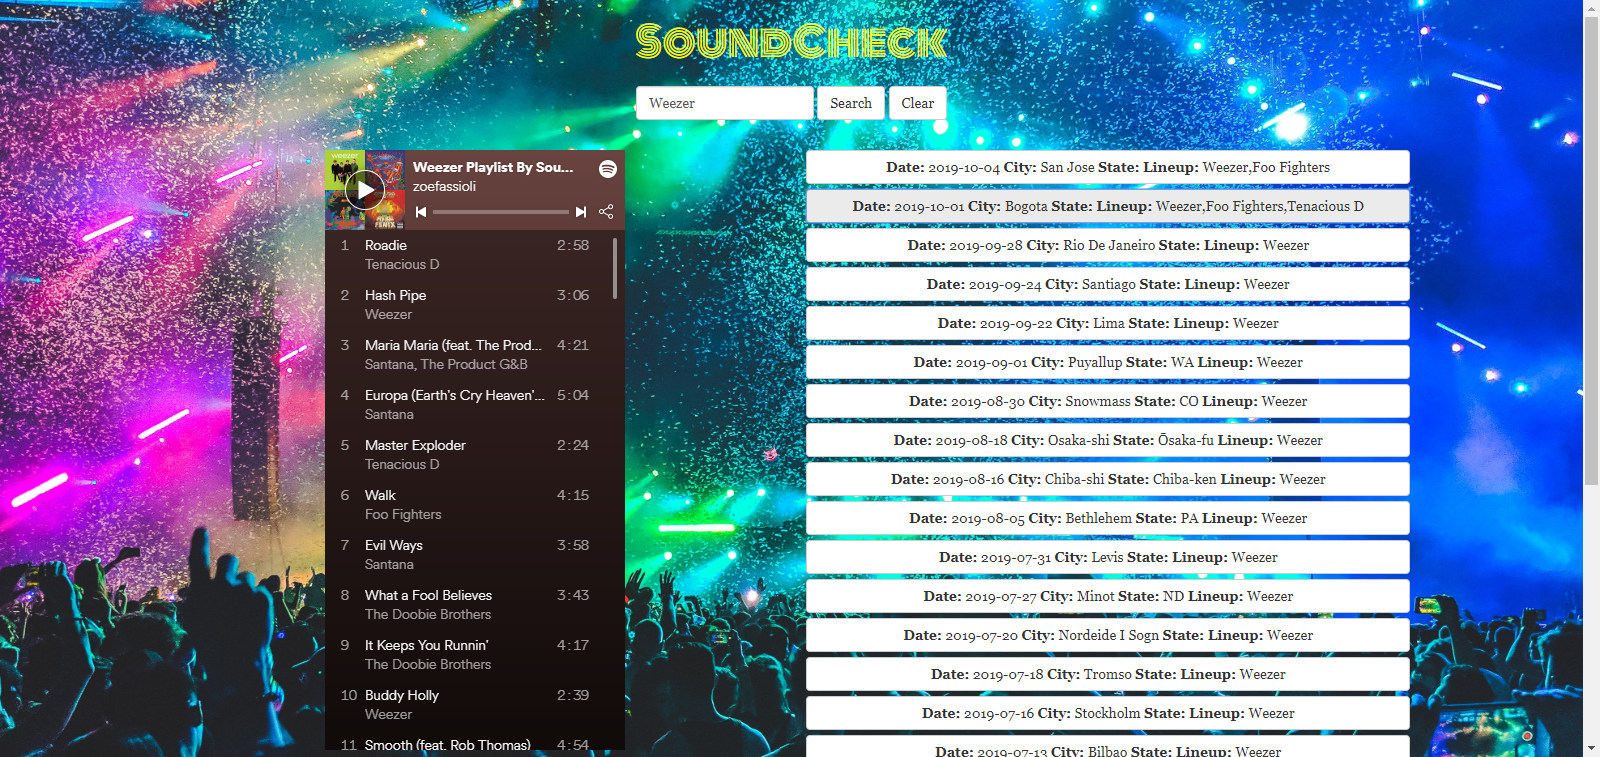 SoundCheck
Weezer Search Clear
weezer
Weezer Playlist By Sou...
zoefassioli
1 Roadie 2:58
Tenacious D
2 Hash Pipe 3:06
Weezer
3 Maria Maria (feat. The Prod... 4:21
Santana, The Product G&B
4 Europa (Earth's Cry Heaven'... 5:04
Santana
5 Master Exploder 2:24
Tenacious D
6 Walk 4:15
Foo Fighters
7 Evil Ways 3:58
Santana
8 What a Fool Believes 3:43
The Doobie Brothers
9 It Keeps You Runnin' 4:17
The Doobie Brothers
10 Buddy Holly 2:39
Weezer
11 Smooth (feat. Rob Thomas) 4:54
Date: 2019-10-04 City: San Jose State: Lineup: Weezer,Foo Fighters
Date: 2019-10-01 City: Bogota State: Lineup: Weezer,Foo Fighters,Tenacious D
Date: 2019-09-28 City: Rio De Janeiro State: Lineup: Weezer
Date: 2019-09-24 City: Santiago State: Lineup: Weezer
Date: 2019-09-22 City: Lima State: Lineup: Weezer
Date: 2019-09-01 City: Puyallup State: WA Lineup: Weezer
Date: 2019-08-30 City: Snowmass State: CO Lineup: Weezer
Date: 2019-08-18 City: Osaka-shi State: Ōsaka-fu Lineup: Weezer
Date: 2019-08-16 City: Chiba-shi State: Chiba-ken Lineup: Weezer
Date: 2019-08-05 City: Bethlehem State: PA Lineup: Weezer
Date: 2019-07-31 City: Levis State: Lineup: Weezer
Date: 2019-07-27 City: Minot State: ND Lineup: Weezer
Date: 2019-07-20 City: Nordeide I Sogn State: Lineup: Weezer
Date: 2019-07-18 City: Tromso State: Lineup: Weezer
Date: 2019-07-16 City: Stockholm State: Lineup: Weezer
Date: 2019-07-13 City: Bilbao State: Lineup: Weezer